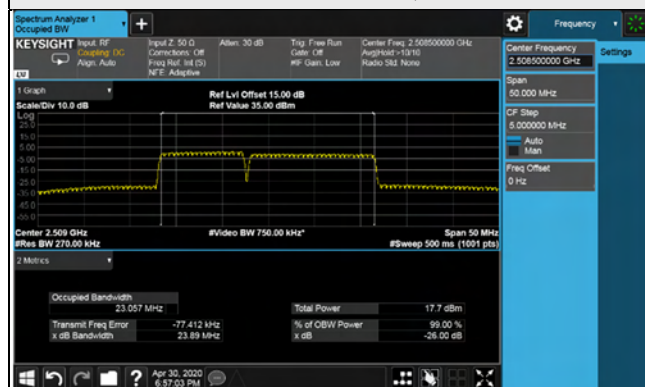 Spectrum Analyzer 1
Occupied BW
Frequency
KEYSIGHT
Input: RF
Coupling: DC
Align: Auto
Input Z: 50 Ω
Corrections: Off
Freq Ref: Int (S)
NFE: Adaptive
Atten: 30 dB
Trig: Free Run
Gate: Off
#IF Gain: Low
Center Freq: 2.508500000 GHz
Avg|Hold:>10/10
Radio Std: None
Center Frequency
2.508500000 GHz
Settings
Span
50.000 MHz
CF Step
5.000000 MHz
Auto
Man
Freq Offset
0 Hz
1 Graph
Scale/Div 10.0 dB
Ref Lvl Offset 15.00 dB
Ref Value 35.00 dBm
Log
25.0
15.0
5.00
-5.00
-15.0
-25.0
-35.0
-45.0
-55.0
Center 2.509 GHz
#Res BW 270.00 kHz
#Video BW 750.00 kHz*
Span 50 MHz
#Sweep 500 ms (1001 pts)
2 Metrics
Occupied Bandwidth
23.057 MHz
Total Power 17.7 dBm
Transmit Freq Error -77.412 kHz
% of OBW Power 99.00 %
x dB Bandwidth 23.89 MHz
x dB -26.00 dB
?
Apr 30, 2020
6:57:03 PM